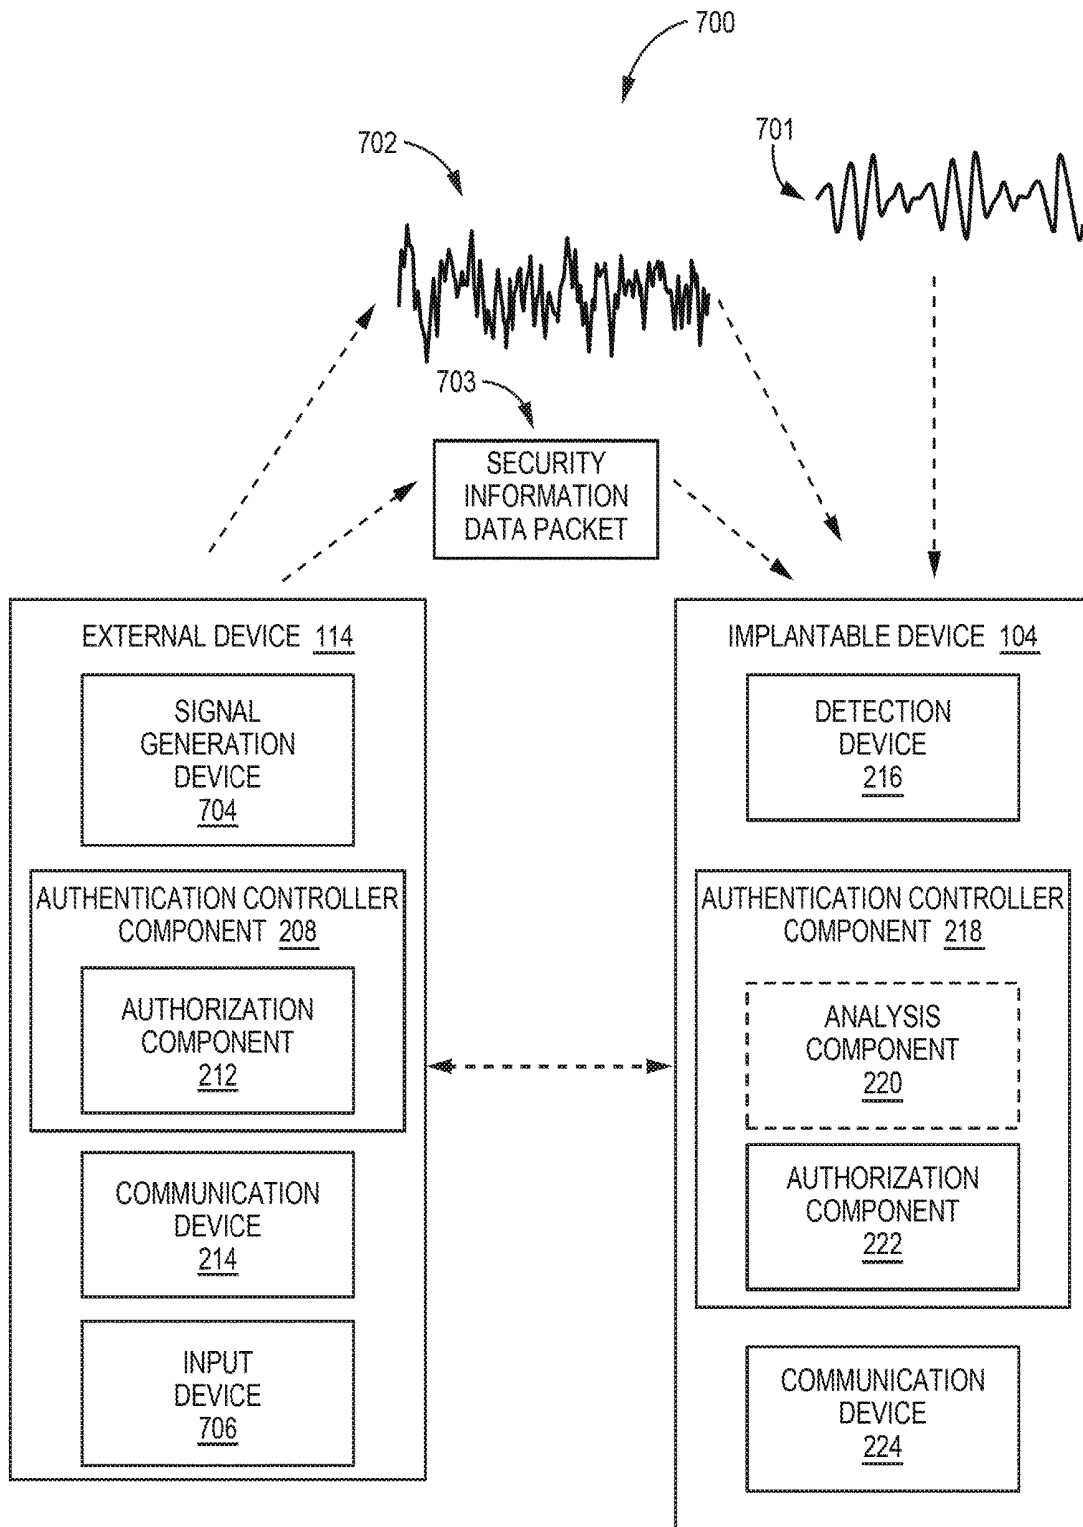 700
702
701
703
SECURITY
INFORMATION
DATA PACKET
EXTERNAL DEVICE 114
SIGNAL
GENERATION
DEVICE
704
AUTHENTICATION CONTROLLER
COMPONENT 208
AUTHORIZATION
COMPONENT
212
COMMUNICATION
DEVICE
214
INPUT
DEVICE
706
IMPLANTABLE DEVICE 104
DETECTION
DEVICE
216
AUTHENTICATION CONTROLLER
COMPONENT 218
ANALYSIS
COMPONENT
220
AUTHORIZATION
COMPONENT
222
COMMUNICATION
DEVICE
224